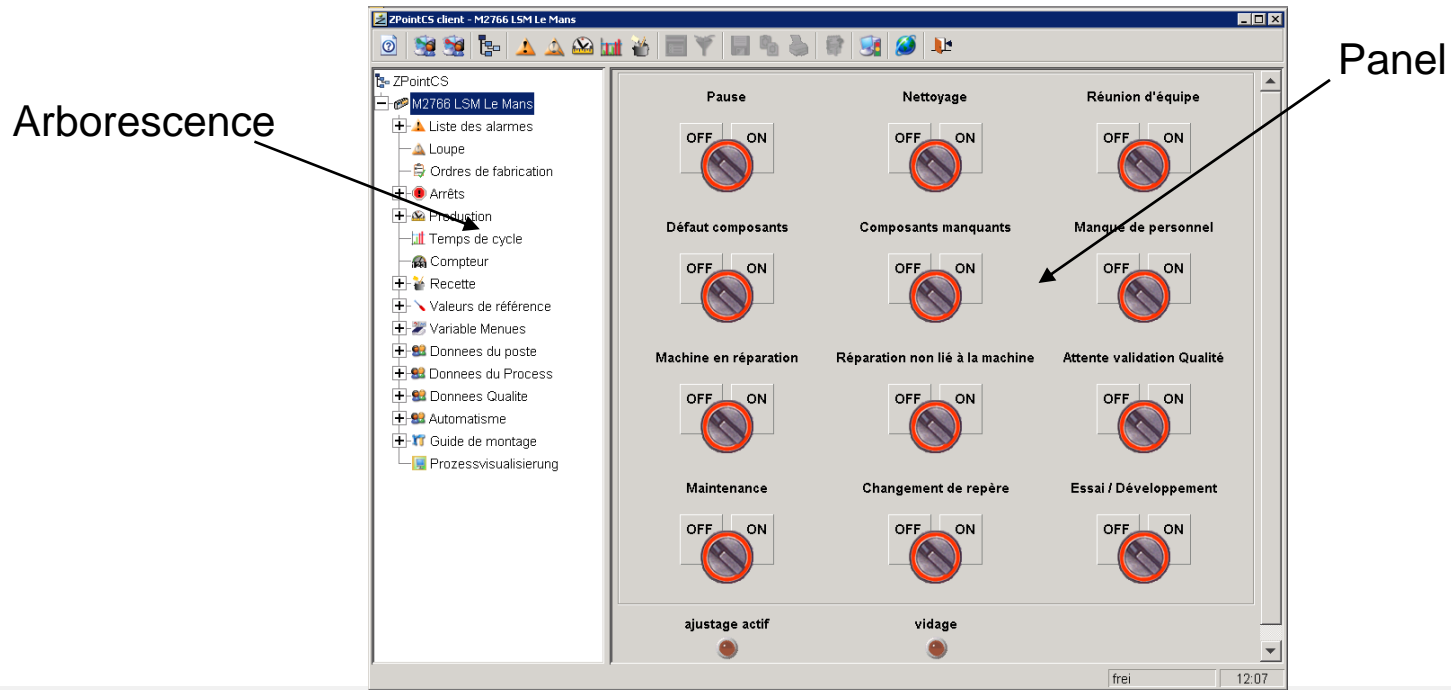 ZPointCS client - M2766 LSM Le Mans
Arborescence
Panel
ZPointCS
M2766 LSM Le Mans
Liste des alarmes
Loupe
Ordres de fabrication
Arrêts
Production
Temps de cycle
Compteur
Recette
Valeurs de référence
Variable Menues
Donnees du poste
Donnees du Process
Donnees Qualite
Automatisme
Guide de montage
Prozessvisualisierung
Pause Nettoyage Réunion d'équipe
OFF ON OFF ON OFF ON
Défaut composants Composants manquants Manque de personnel
OFF ON OFF ON OFF ON
Machine en réparation Réparation non lié à la machine Attente validation Qualité
OFF ON OFF ON OFF ON
Maintenance Changement de repère Essai / Développement
OFF ON OFF ON OFF ON
ajustage actif vidage
frei 12:07